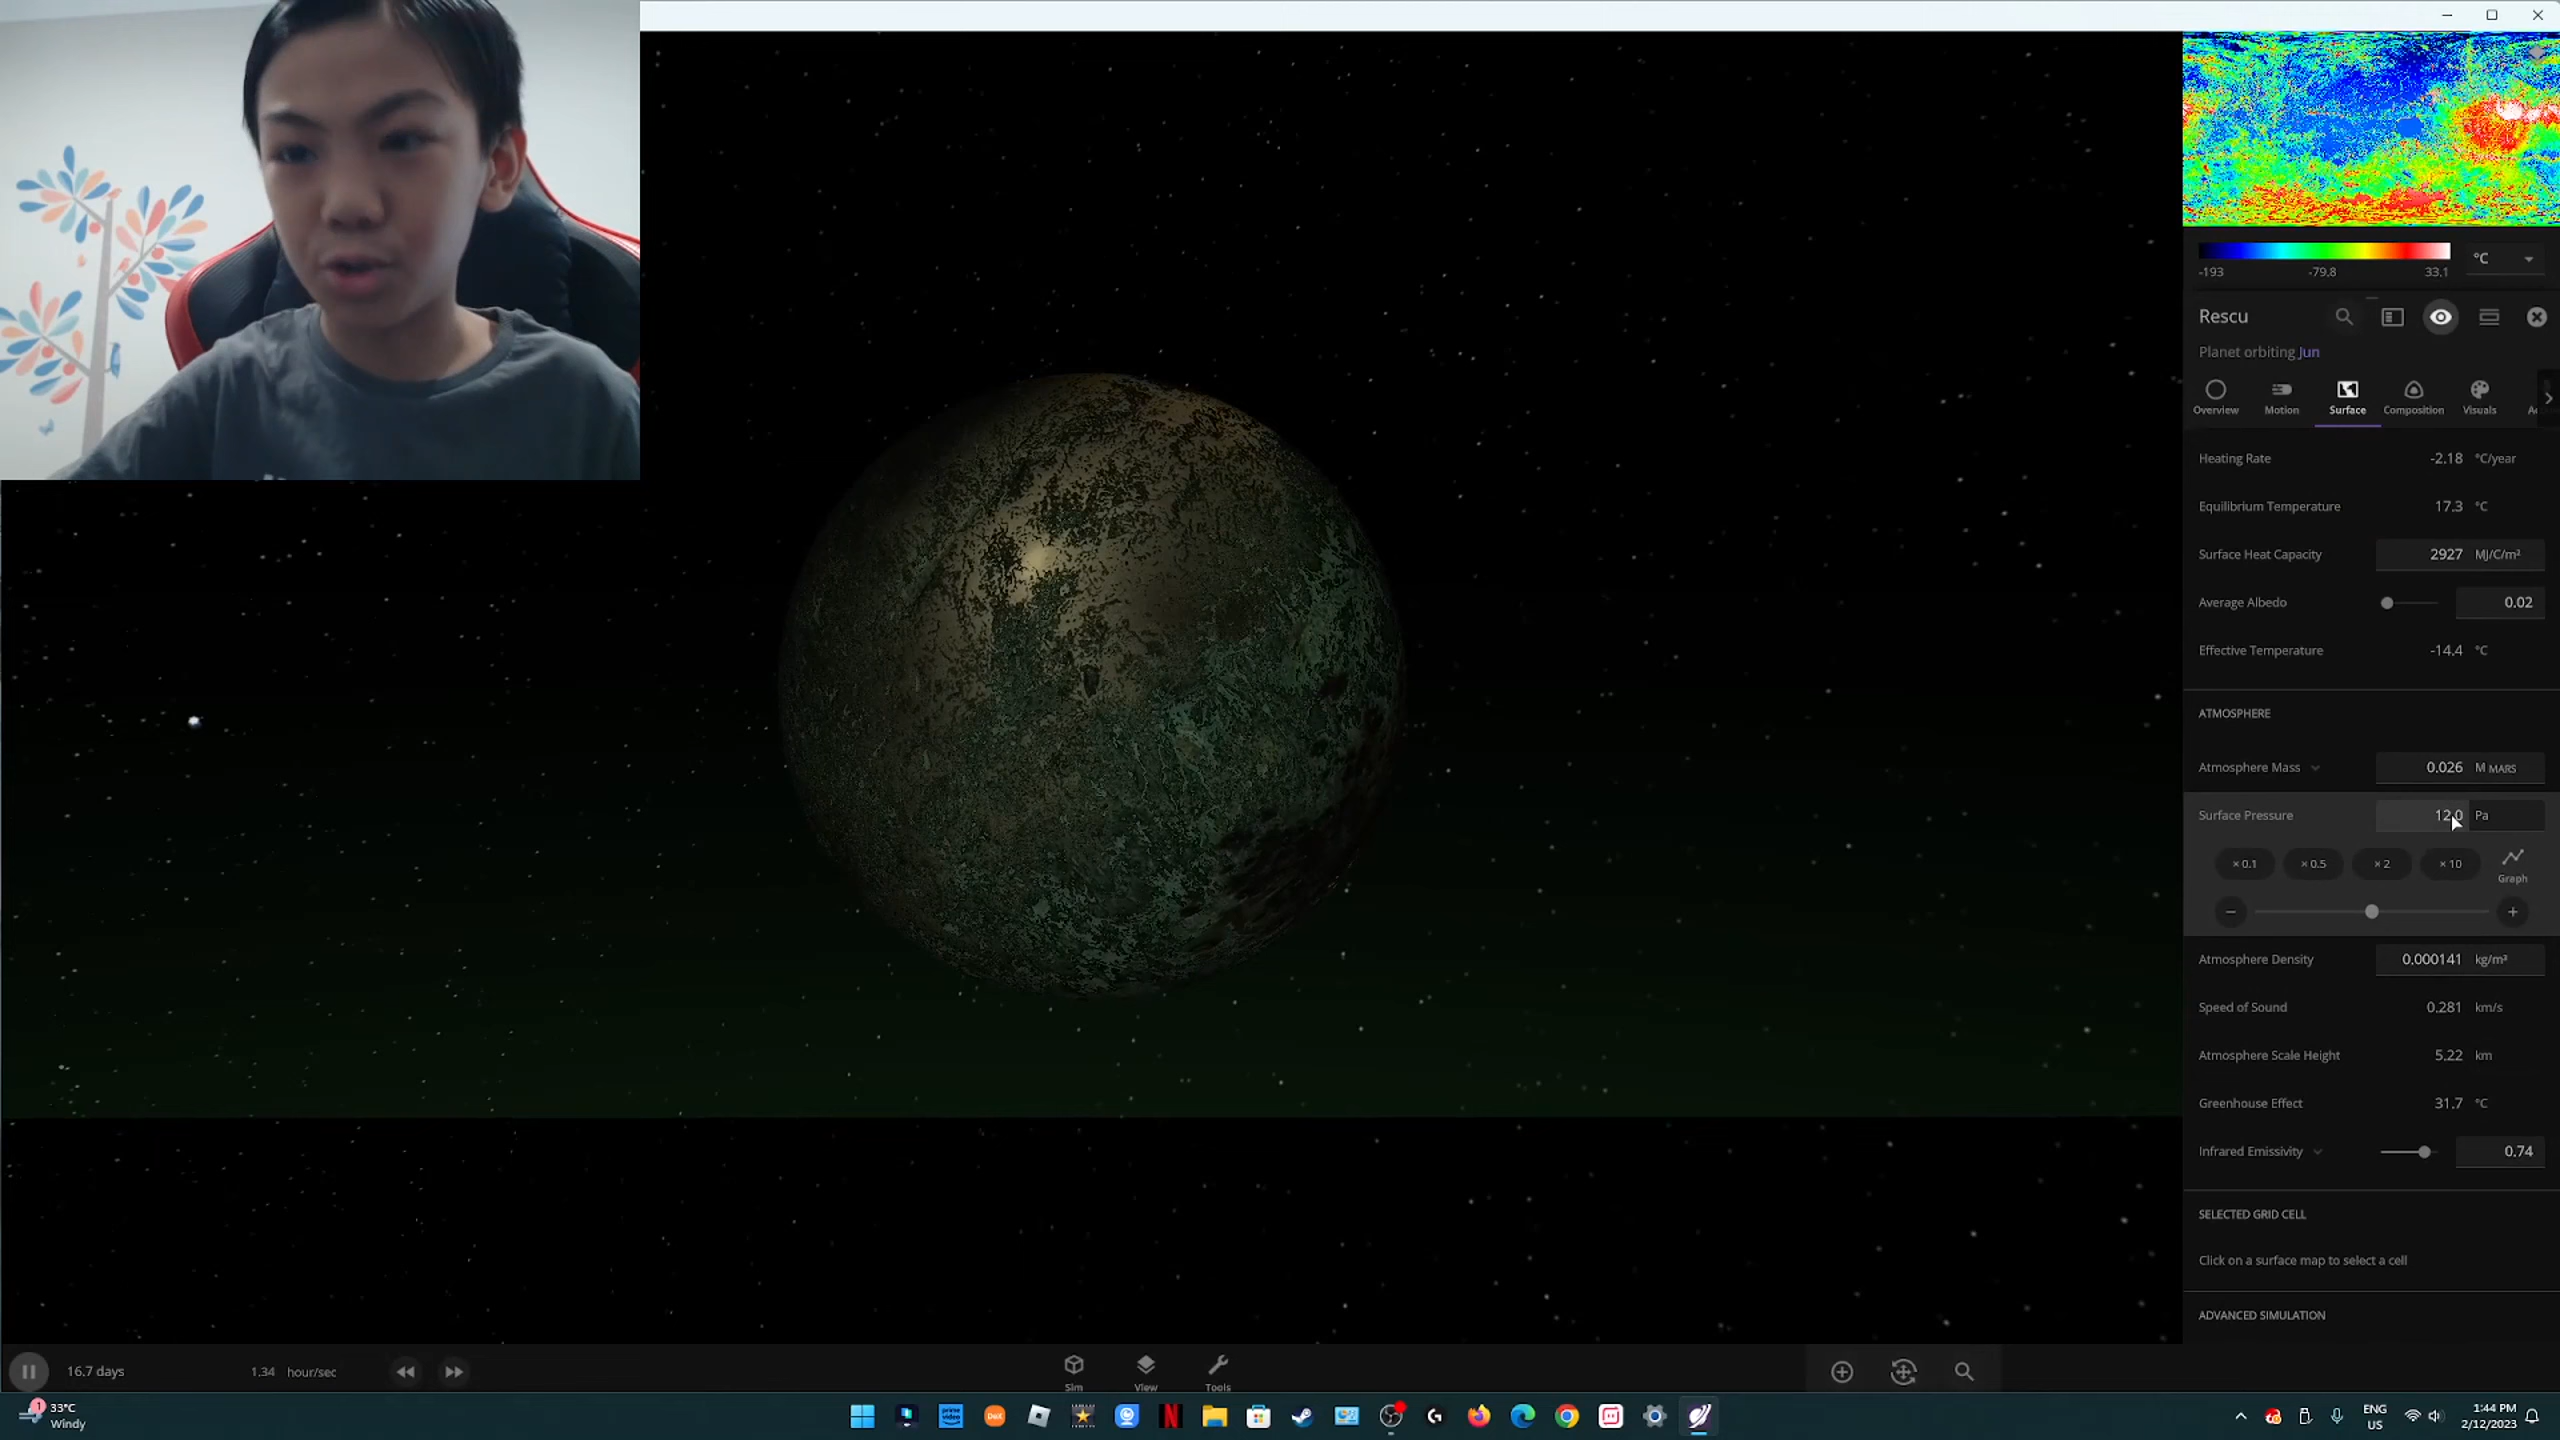 -193 -79.8 33.1 °C
Rescu
Planet orbiting Jun
Overview Motion Surface Composition Visuals
Heating Rate -2.18 °C/year
Equilibrium Temperature 17.3 °C
Surface Heat Capacity 2927 MJ/C/m²
Average Albedo 0.02
Effective Temperature -14.4 °C
ATMOSPHERE
Atmosphere Mass 0.026 M MARS
Surface Pressure 12.0 Pa
× 0.1 × 0.5 × 2 × 10 Graph
Atmosphere Density 0.000141 kg/m³
Speed of Sound 0.281 km/s
Atmosphere Scale Height 5.22 km
Greenhouse Effect 31.7 °C
Infrared Emissivity 0.74
SELECTED GRID CELL
Click on a surface map to select a cell
ADVANCED SIMULATION
16.7 days 1.34 hour/sec Sim View Tools
1
33°C
Windy
prime video
DeX
N
G
ENG
US
1:44 PM
2/12/2023